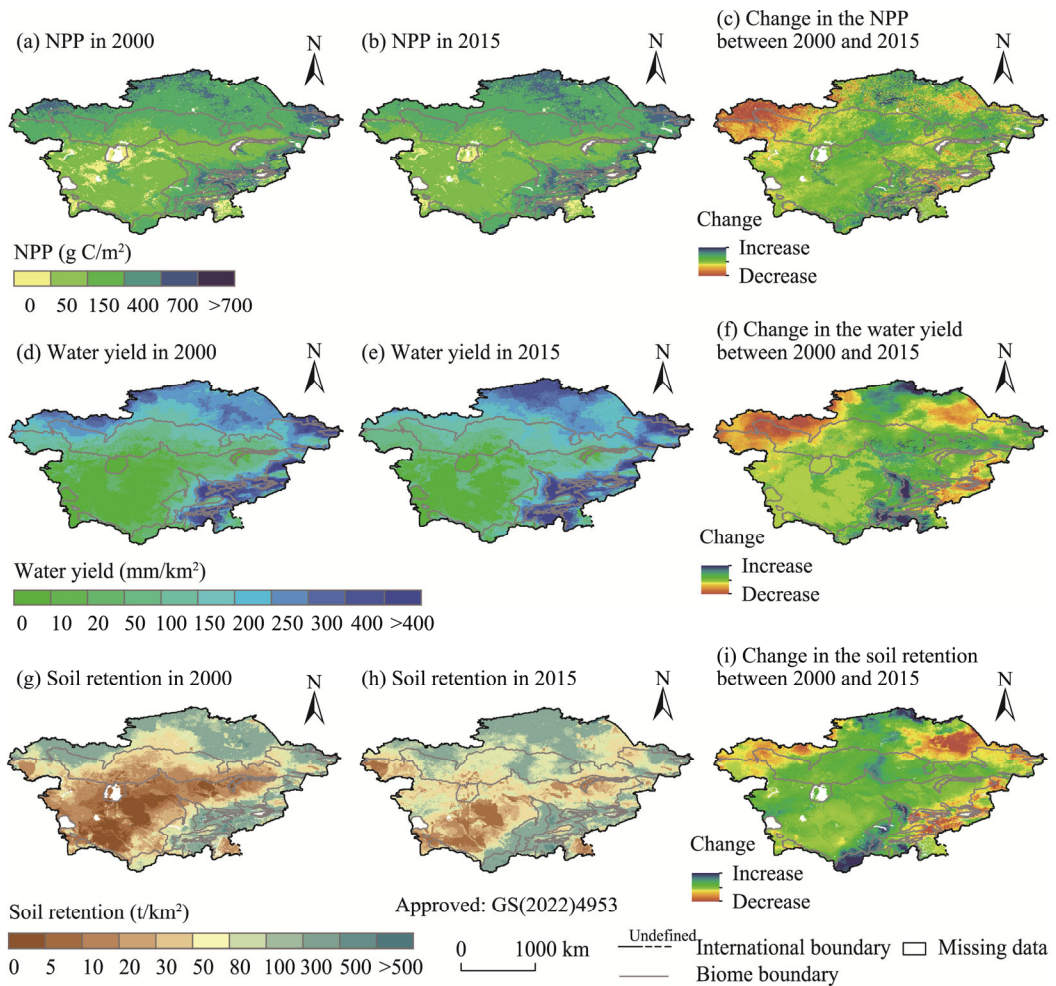 (a) NPP in 2000
N
(b) NPP in 2015
N
(c) Change in the NPP
between 2000 and 2015
N
Change
Increase
Decrease
NPP (g C/m²)
0 50 150 400 700 >700
(d) Water yield in 2000
N
(e) Water yield in 2015
N
(f) Change in the water yield
between 2000 and 2015
N
Change
Increase
Decrease
Water yield (mm/km²)
0 10 20 50 100 150 200 250 300 400 >400
(g) Soil retention in 2000
N
(h) Soil retention in 2015
N
(i) Change in the soil retention
between 2000 and 2015
N
Change
Increase
Decrease
Soil retention (t/km²)
0 5 10 20 30 50 80 100 300 500 >500
Approved: GS(2022)4953
0 1000 km
Undefined
International boundary
Missing data
Biome boundary